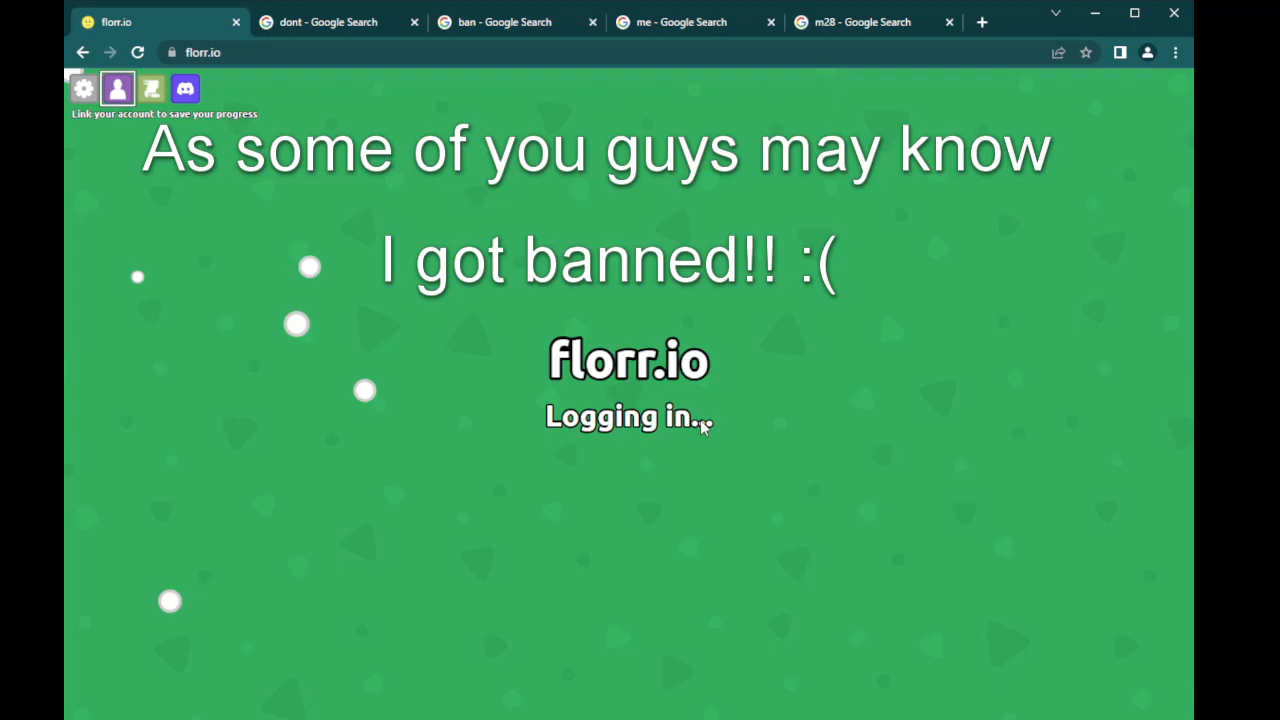 florr.io
dont - Google Search
ban - Google Search
me - Google Search
m28 - Google Search
florr.io
Link your account to save your progress
As some of you guys may know
I got banned!! :(
florr.io
Logging in...